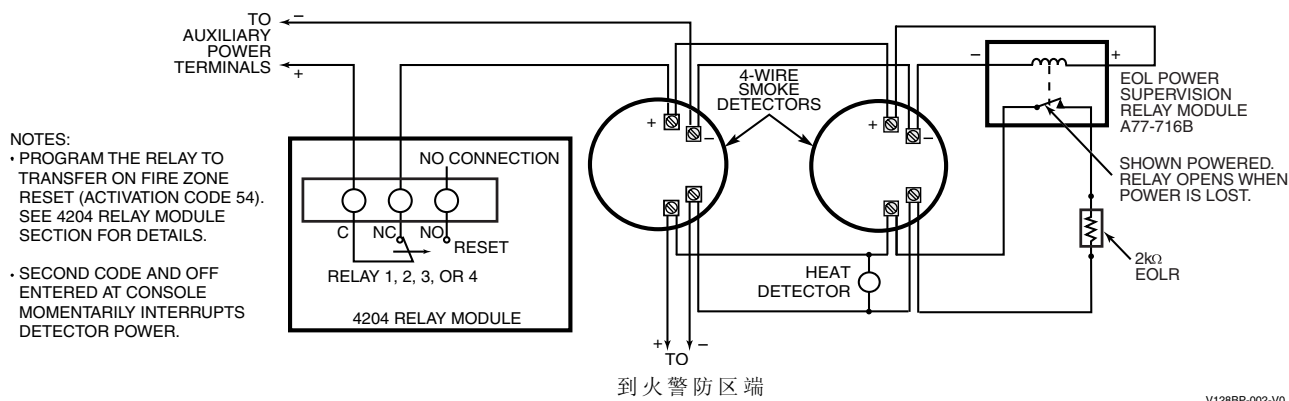 TO
AUXILIARY
POWER
TERMINALS
−
+
NOTES:
• PROGRAM THE RELAY TO
TRANSFER ON FIRE ZONE
RESET (ACTIVATION CODE 54).
SEE 4204 RELAY MODULE
SECTION FOR DETAILS.
• SECOND CODE AND OFF
ENTERED AT CONSOLE
MOMENTARILY INTERRUPTS
DETECTOR POWER.
NO CONNECTION
C
NC
NO
RESET
RELAY 1, 2, 3, OR 4
4204 RELAY MODULE
4-WIRE
SMOKE
DETECTORS
+
−
+
−
HEAT
DETECTOR
+
−
TO
到火警防区端
−
+
EOL POWER
SUPERVISION
RELAY MODULE
A77-716B
SHOWN POWERED.
RELAY OPENS WHEN
POWER IS LOST.
2kΩ
EOLR
V128BP-002-V0